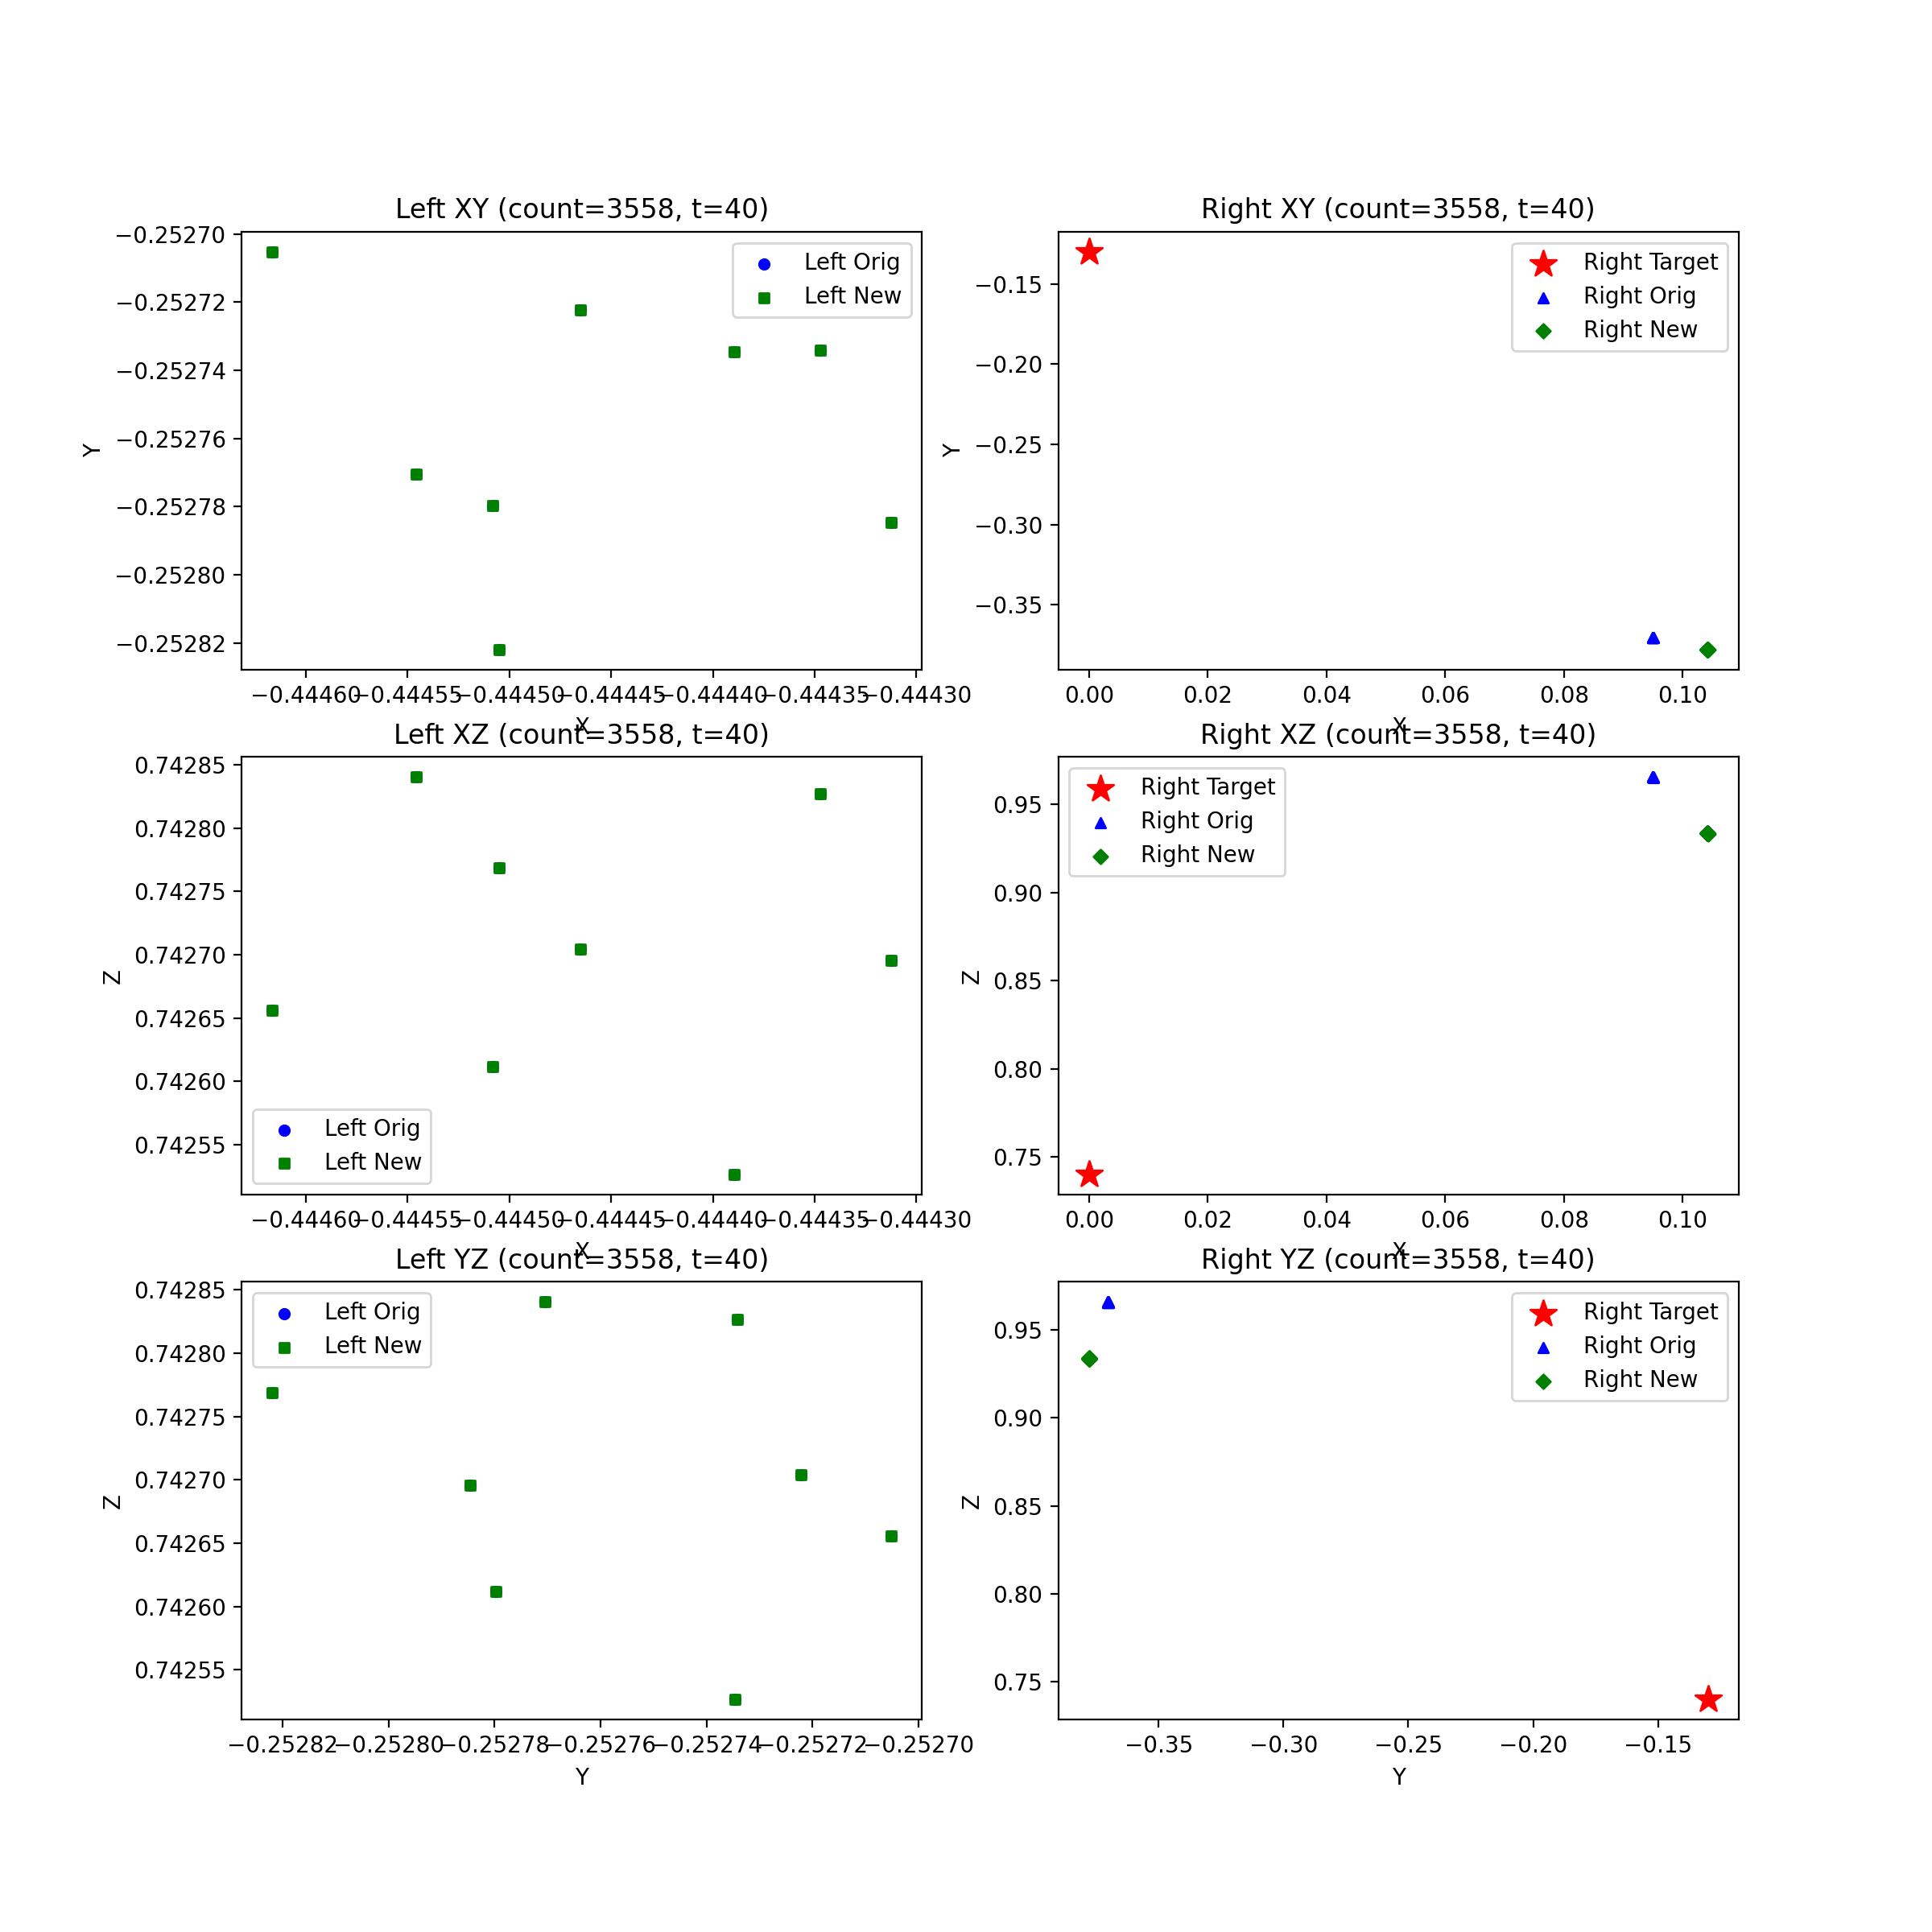 Left XY (count=3558, t=40)
−0.25270
−0.25272
−0.25274
−0.25276
−0.25278
−0.25280
−0.25282
Y
Left Orig
Left New
−0.44460 −0.44455 −0.44450 −0.44445 −0.44440 −0.44435 −0.44430
X
Right XY (count=3558, t=40)
−0.15
−0.20
−0.25
−0.30
−0.35
Y
Right Target
Right Orig
Right New
0.00 0.02 0.04 0.06 0.08 0.10
X
Left XZ (count=3558, t=40)
0.74285
0.74280
0.74275
0.74270
0.74265
0.74260
0.74255
Z
Left Orig
Left New
−0.44460 −0.44455 −0.44450 −0.44445 −0.44440 −0.44435 −0.44430
X
Right XZ (count=3558, t=40)
0.95
0.90
0.85
0.80
0.75
Z
Right Target
Right Orig
Right New
0.00 0.02 0.04 0.06 0.08 0.10
X
Left YZ (count=3558, t=40)
0.74285
0.74280
0.74275
0.74270
0.74265
0.74260
0.74255
Z
Left Orig
Left New
−0.25282 −0.25280 −0.25278 −0.25276 −0.25274 −0.25272 −0.25270
Y
Right YZ (count=3558, t=40)
0.95
0.90
0.85
0.80
0.75
Z
Right Target
Right Orig
Right New
−0.35 −0.30 −0.25 −0.20 −0.15
Y